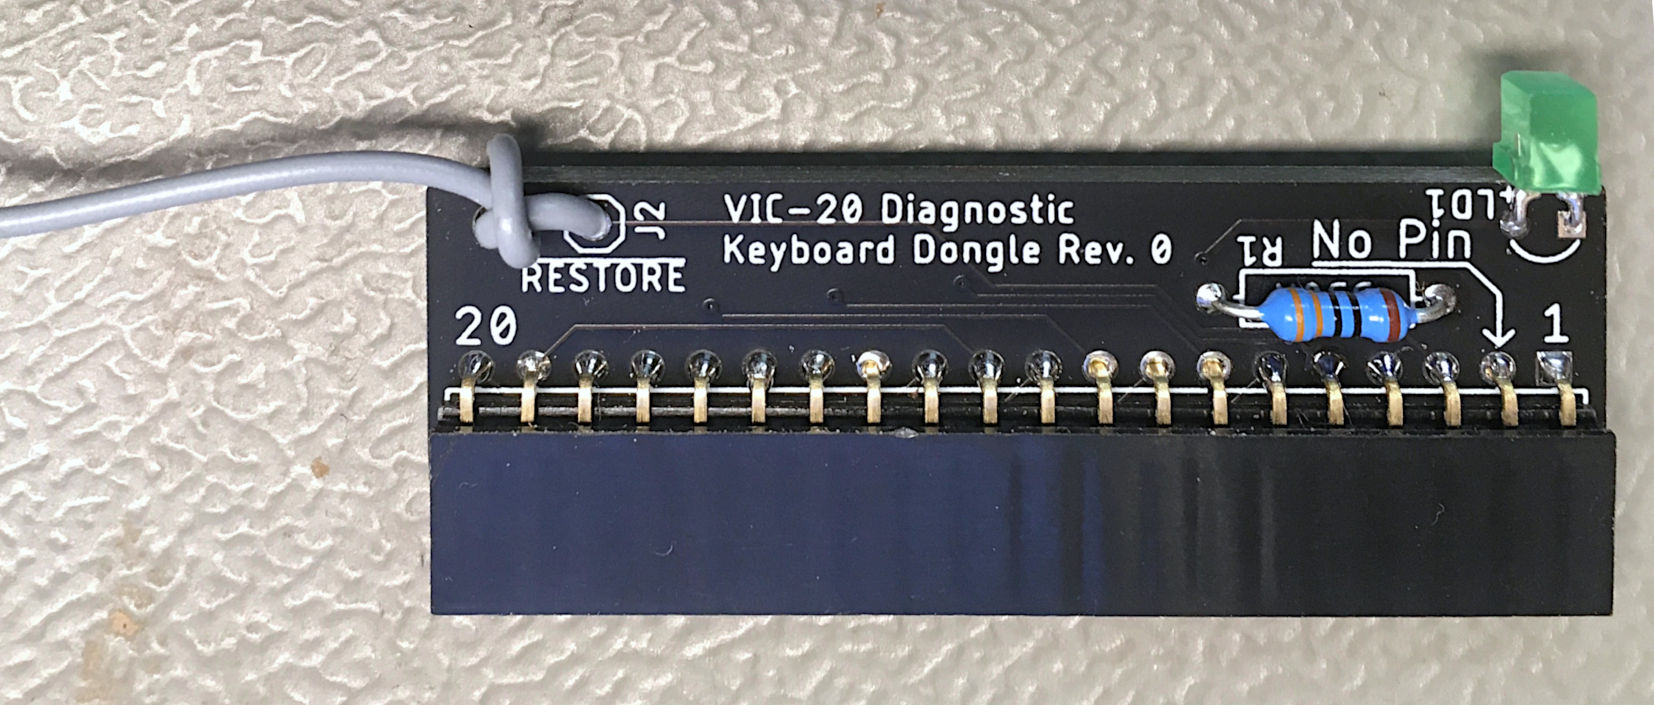 VIC-20 Diagnostic
Keyboard Dongle Rev. 0
J2
RESTORE
LD1
+
R1
No Pin
20
1